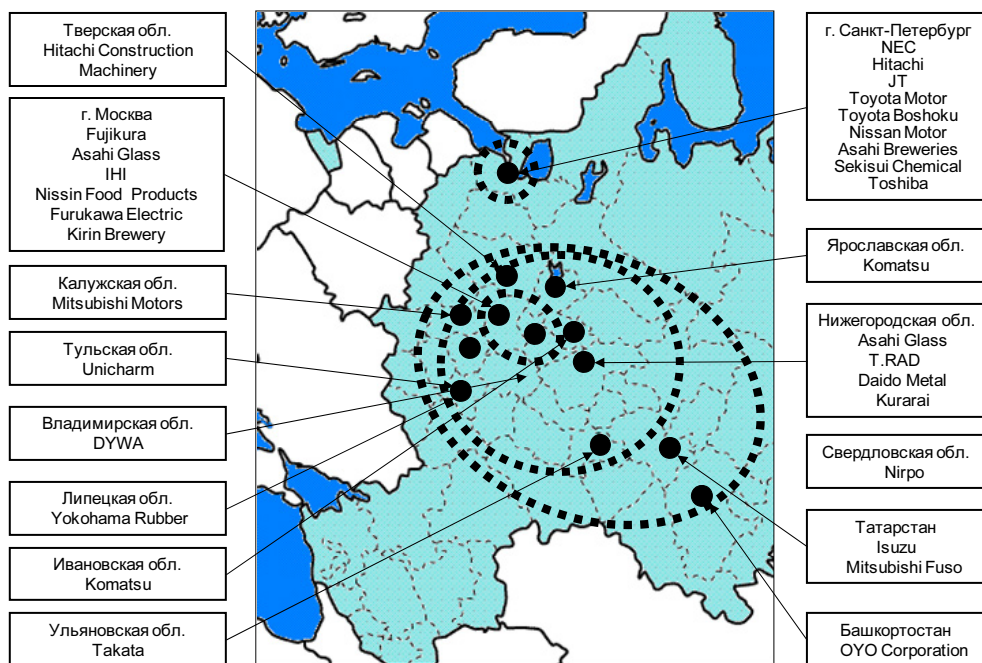 Тверская обл.
Hitachi Construction
Machinery
г. Москва
Fujikura
Asahi Glass
IHI
Nissin Food Products
Furukawa Electric
Kirin Brewery
Калужская обл.
Mitsubishi Motors
Тульская обл.
Unicharm
Владимирская обл.
DYWA
Липецкая обл.
Yokohama Rubber
Ивановская обл.
Komatsu
Ульяновская обл.
Takata
г. Санкт-Петербург
NEC
Hitachi
JT
Toyota Motor
Toyota Boshoku
Nissan Motor
Asahi Breweries
Sekisui Chemical
Toshiba
Ярославская обл.
Komatsu
Нижегородская обл.
Asahi Glass
T.RAD
Daido Metal
Kurarai
Свердловская обл.
Nirpo
Татарстан
Isuzu
Mitsubishi Fuso
Башкортостан
OYO Corporation